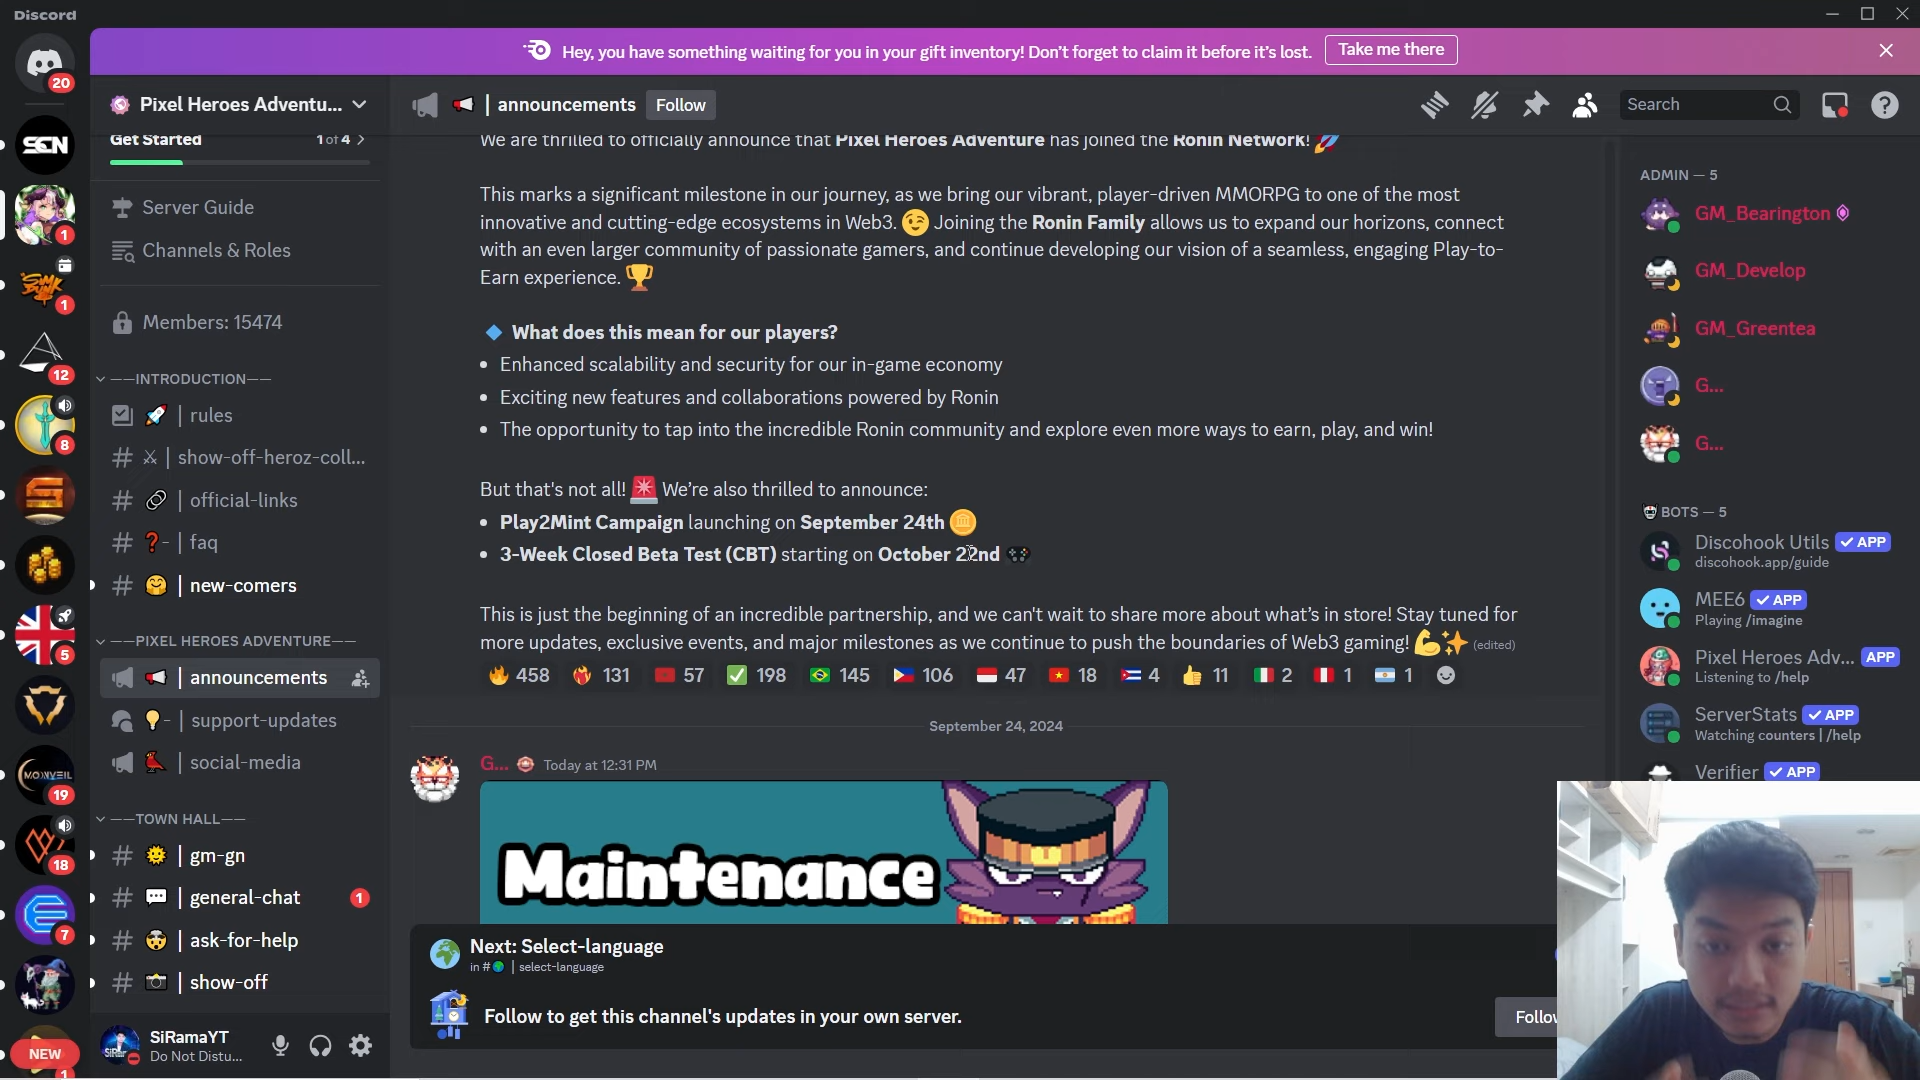 Discord
Hey, you have something waiting for you in your gift inventory! Don't forget to claim it before it's lost.
Take me there
20
SCN
1
1
12
8
5
MONVEIL
19
18
7
NEW
1
Pixel Heroes Adventu...
Get Started
1 of 4
Server Guide
Channels & Roles
Members: 15474
——INTRODUCTION——
| rules
| show-off-heroz-coll...
| official-links
- | faq
| new-comers
——PIXEL HEROES ADVENTURE——
| announcements
- | support-updates
| social-media
——TOWN HALL——
| gm-gn
| general-chat
1
| ask-for-help
| show-off
SiRamaYT
Do Not Distu...
| announcements
Follow
Search
We are thrilled to officially announce that Pixel Heroes Adventure has joined the Ronin Network! 🚀
This marks a significant milestone in our journey, as we bring our vibrant, player-driven MMORPG to one of the most
innovative and cutting-edge ecosystems in Web3. 😉 Joining the Ronin Family allows us to expand our horizons, connect
with an even larger community of passionate gamers, and continue developing our vision of a seamless, engaging Play-to-
Earn experience. 🏆
🔹 What does this mean for our players?
• Enhanced scalability and security for our in-game economy
• Exciting new features and collaborations powered by Ronin
• The opportunity to tap into the incredible Ronin community and explore even more ways to earn, play, and win!
But that's not all! 🚨 We're also thrilled to announce:
• Play2Mint Campaign launching on September 24th
• 3-Week Closed Beta Test (CBT) starting on October 22nd 🎮
This is just the beginning of an incredible partnership, and we can't wait to share more about what's in store! Stay tuned for
more updates, exclusive events, and major milestones as we continue to push the boundaries of Web3 gaming! 💪✨ (edited)
458 131 57 198 145 106 47 18 4 11 2 1 1
September 24, 2024
G... Today at 12:31 PM
Maintenance
Next: Select-language
in # | select-language
Follow to get this channel's updates in your own server.
ADMIN — 5
GM_Bearington
GM_Develop
GM_Greentea
G...
G...
BOTS — 5
Discohook Utils ✓ APP
discohook.app/guide
MEE6 ✓ APP
Playing /imagine
Pixel Heroes Adv... APP
Listening to /help
ServerStats ✓ APP
Watching counters | /help
Verifier ✓ APP